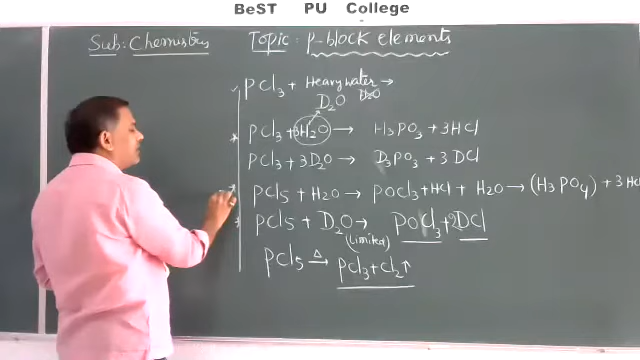 BeST PU College
Sub: Chemistry Topic: p-block elements
PCl₃ + Heavy water →
D₂O
PCl₃ + 3H₂O → H₃PO₃ + 3HCl
PCl₃ + 3D₂O → D₃PO₃ + 3DCl
PCl₅ + H₂O → POCl₃ + HCl + H₂O → (H₃PO₄) + 3HCl
PCl₅ + D₂O → POCl₃ + 2DCl
(Limited)
PCl₅ →Δ PCl₃ + Cl₂↑